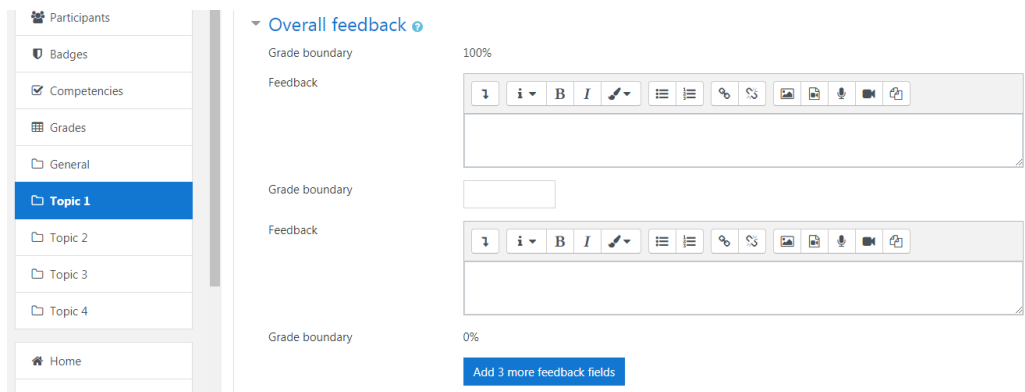 Participants
Badges
Competencies
Grades
General
Topic 1
Topic 2
Topic 3
Topic 4
Home
Overall feedback
Grade boundary 100%
Feedback
i B I
Grade boundary
Feedback
i B I
Grade boundary 0%
Add 3 more feedback fields